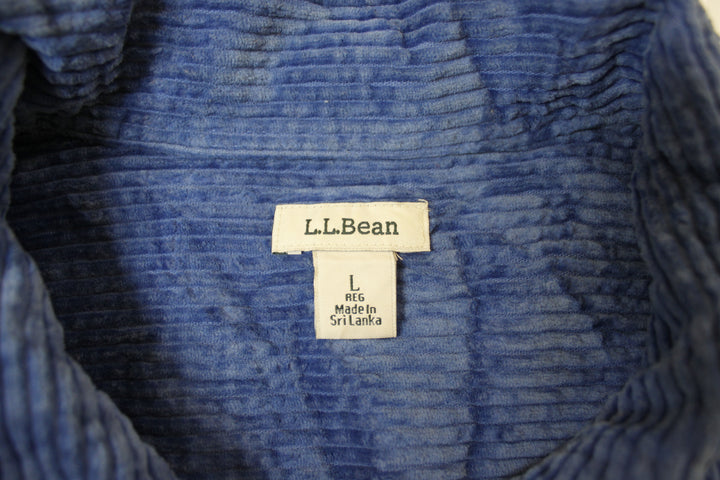 L.L.Bean
L
REG
Made In
Sri Lanka